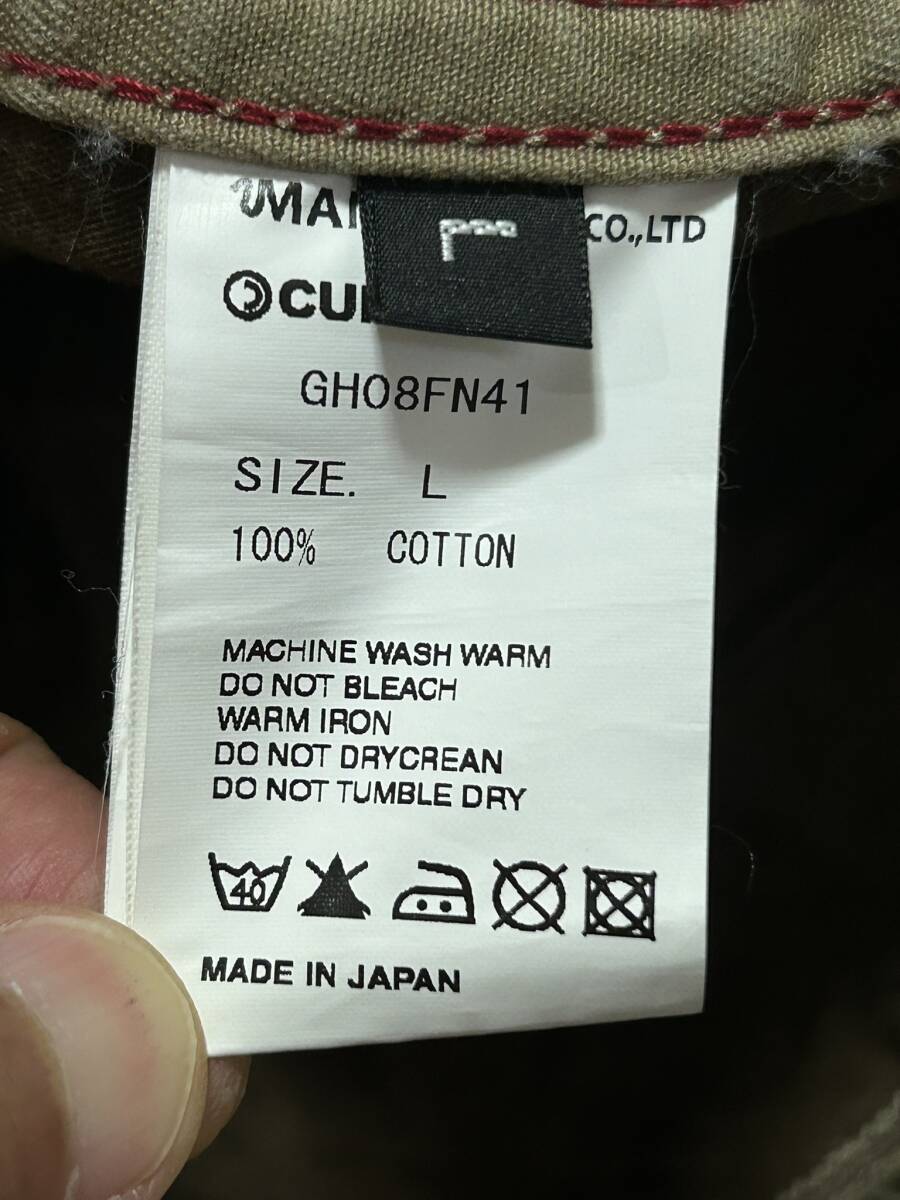 L
CO.,LTD
GH08FN41
SIZE. L
100% COTTON
MACHINE WASH WARM
DO NOT BLEACH
WARM IRON
DO NOT DRYCREAN
DO NOT TUMBLE DRY
40
MADE IN JAPAN